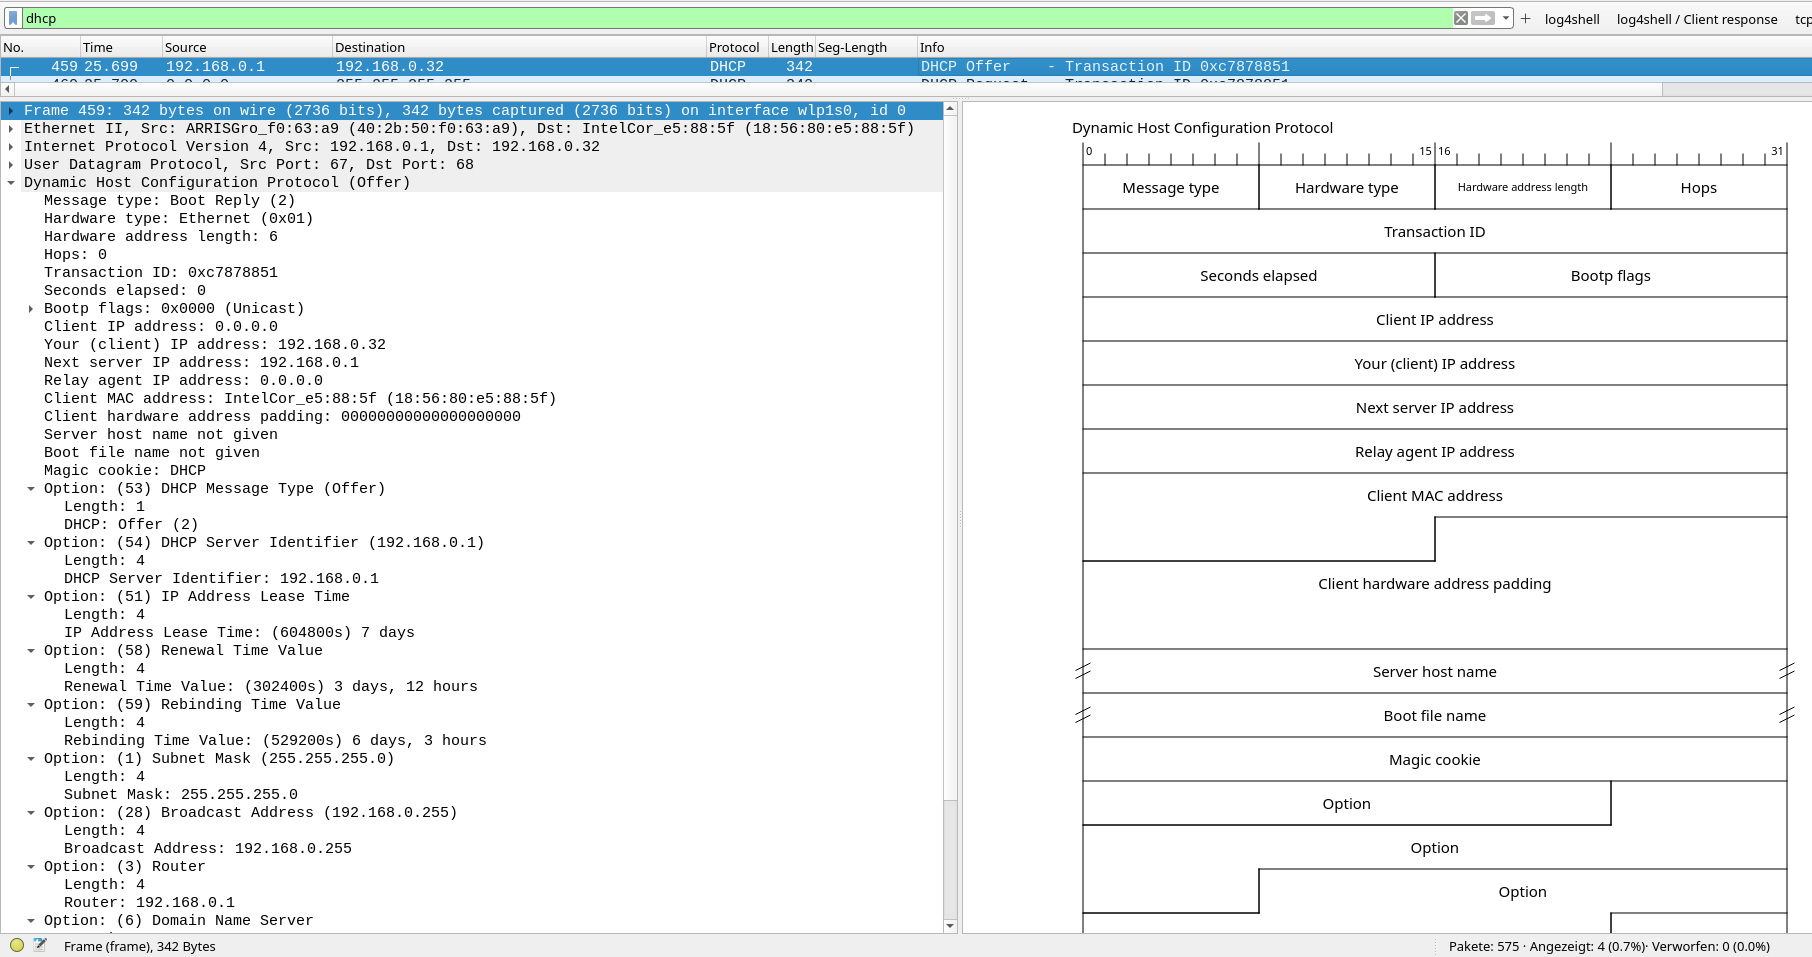 dhcp + log4shell log4shell / Client response tcp
No. Time Source Destination Protocol Length Seg-Length Info
459 25.699 192.168.0.1 192.168.0.32 DHCP 342 DHCP Offer - Transaction ID 0xc7878851
Frame 459: 342 bytes on wire (2736 bits), 342 bytes captured (2736 bits) on interface wlp1s0, id 0
Ethernet II, Src: ARRISGro_f0:63:a9 (40:2b:50:f0:63:a9), Dst: IntelCor_e5:88:5f (18:56:80:e5:88:5f)
Internet Protocol Version 4, Src: 192.168.0.1, Dst: 192.168.0.32
User Datagram Protocol, Src Port: 67, Dst Port: 68
Dynamic Host Configuration Protocol (Offer)
Message type: Boot Reply (2)
Hardware type: Ethernet (0x01)
Hardware address length: 6
Hops: 0
Transaction ID: 0xc7878851
Seconds elapsed: 0
Bootp flags: 0x0000 (Unicast)
Client IP address: 0.0.0.0
Your (client) IP address: 192.168.0.32
Next server IP address: 192.168.0.1
Relay agent IP address: 0.0.0.0
Client MAC address: IntelCor_e5:88:5f (18:56:80:e5:88:5f)
Client hardware address padding: 00000000000000000000
Server host name not given
Boot file name not given
Magic cookie: DHCP
Option: (53) DHCP Message Type (Offer)
Length: 1
DHCP: Offer (2)
Option: (54) DHCP Server Identifier (192.168.0.1)
Length: 4
DHCP Server Identifier: 192.168.0.1
Option: (51) IP Address Lease Time
Length: 4
IP Address Lease Time: (604800s) 7 days
Option: (58) Renewal Time Value
Length: 4
Renewal Time Value: (302400s) 3 days, 12 hours
Option: (59) Rebinding Time Value
Length: 4
Rebinding Time Value: (529200s) 6 days, 3 hours
Option: (1) Subnet Mask (255.255.255.0)
Length: 4
Subnet Mask: 255.255.255.0
Option: (28) Broadcast Address (192.168.0.255)
Length: 4
Broadcast Address: 192.168.0.255
Option: (3) Router
Length: 4
Router: 192.168.0.1
Option: (6) Domain Name Server
Dynamic Host Configuration Protocol
0 15 16 31
Message type Hardware type Hardware address length Hops
Transaction ID
Seconds elapsed Bootp flags
Client IP address
Your (client) IP address
Next server IP address
Relay agent IP address
Client MAC address
Client hardware address padding
Server host name
Boot file name
Magic cookie
Option
Option
Option
Frame (frame), 342 Bytes Pakete: 575 · Angezeigt: 4 (0.7%)· Verworfen: 0 (0.0%)